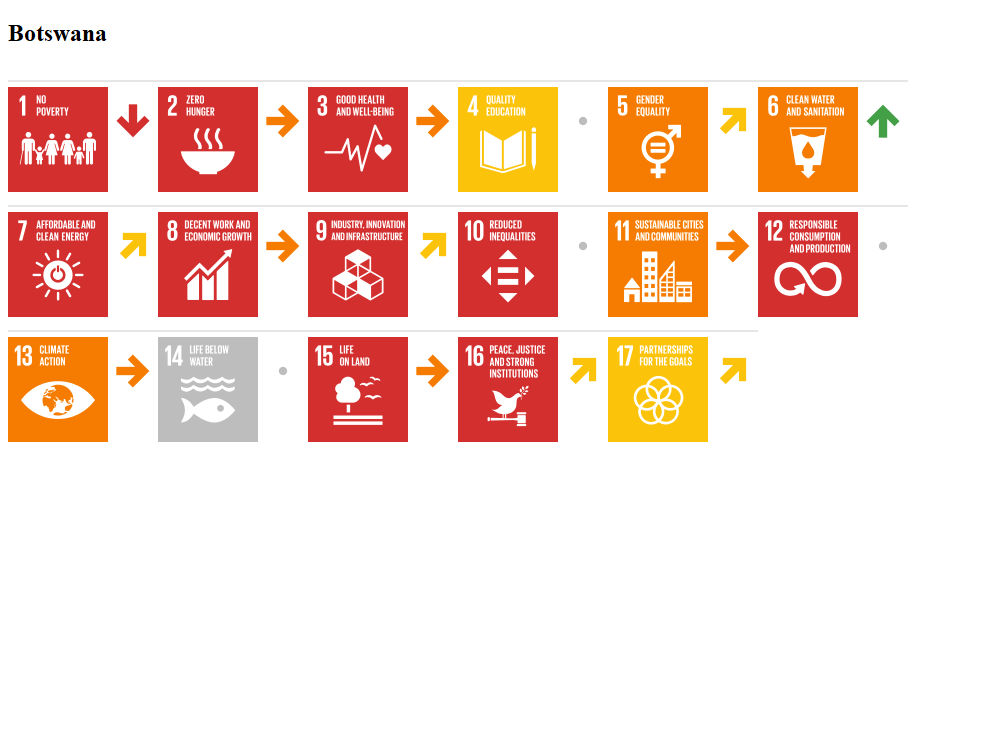 Botswana
1 NO
POVERTY
2 ZERO
HUNGER
3 GOOD HEALTH
AND WELL-BEING
4 QUALITY
EDUCATION
5 GENDER
EQUALITY
6 CLEAN WATER
AND SANITATION
7 AFFORDABLE AND
CLEAN ENERGY
8 DECENT WORK AND
ECONOMIC GROWTH
9 INDUSTRY, INNOVATION
AND INFRASTRUCTURE
10 REDUCED
INEQUALITIES
11 SUSTAINABLE CITIES
AND COMMUNITIES
12 RESPONSIBLE
CONSUMPTION
AND PRODUCTION
13 CLIMATE
ACTION
14 LIFE BELOW
WATER
15 LIFE
ON LAND
16 PEACE, JUSTICE
AND STRONG
INSTITUTIONS
17 PARTNERSHIPS
FOR THE GOALS